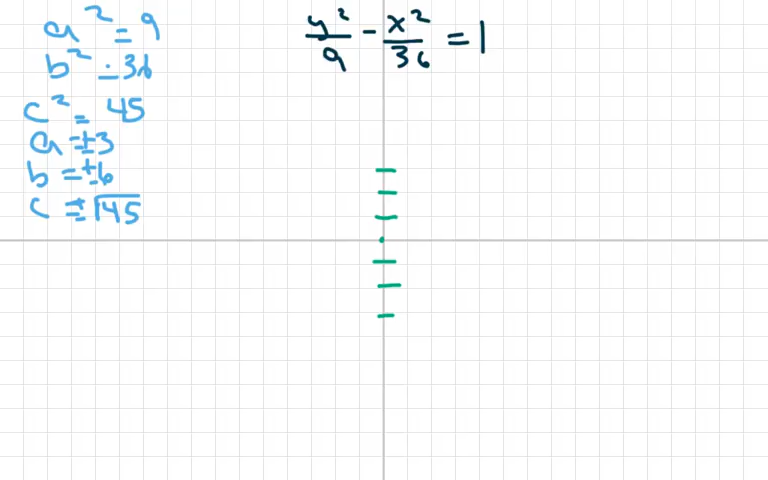 a² = 9
b² = 36
c² = 45
a = ±3
b = ±6
c = ±√45
y²/9 - x²/36 = 1